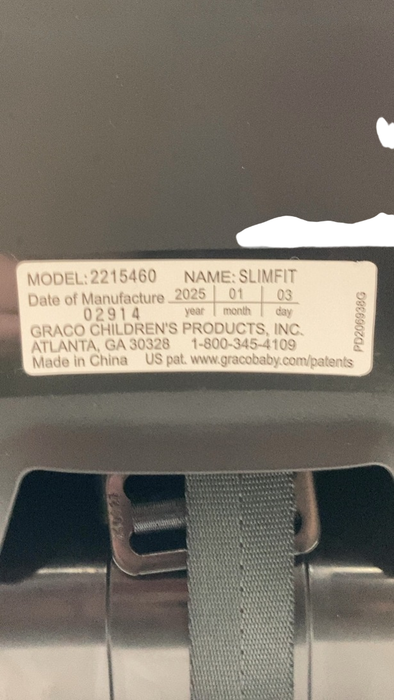 MODEL: 2215460 NAME: SLIMFIT
Date of Manufacture 2025 01 03
02914 year month day
GRACO CHILDREN'S PRODUCTS, INC.
ATLANTA, GA 30328 1-800-345-4109
Made in China US pat. www.gracobaby.com/patents
PD206938G